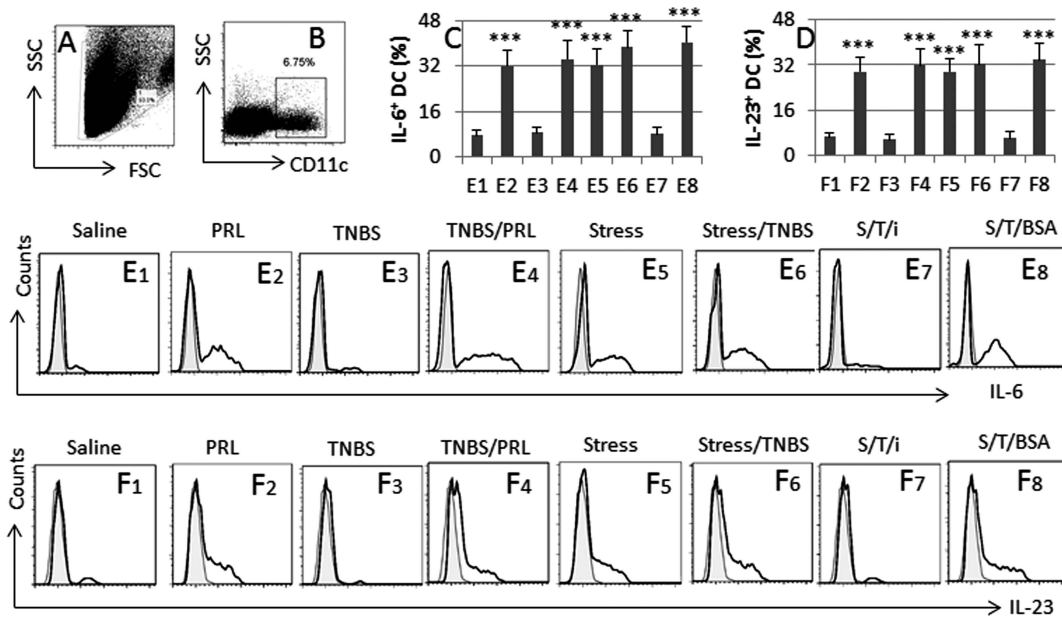 A
SSC
FSC
B
SSC
6.75%
CD11c
C
IL-6+ DC (%)
48
32
16
0
*** *** *** *** ***
E1 E2 E3 E4 E5 E6 E7 E8
D
IL-23+ DC (%)
48
32
16
0
*** *** *** *** ***
F1 F2 F3 F4 F5 F6 F7 F8
Saline PRL TNBS TNBS/PRL Stress Stress/TNBS S/T/i S/T/BSA
Counts
E1 E2 E3 E4 E5 E6 E7 E8
IL-6
Saline PRL TNBS TNBS/PRL Stress Stress/TNBS S/T/i S/T/BSA
Counts
F1 F2 F3 F4 F5 F6 F7 F8
IL-23